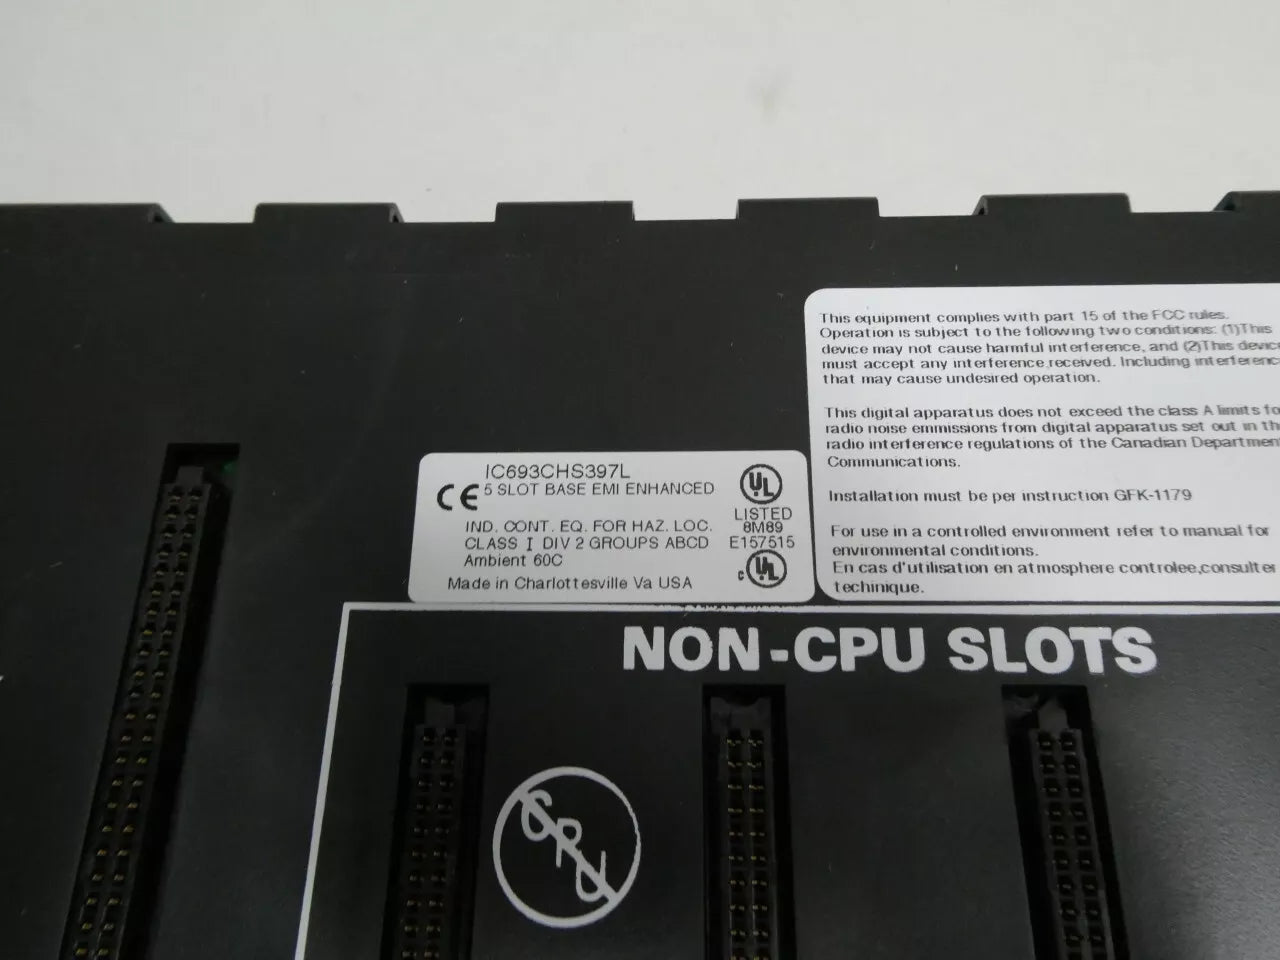 This equipment complies with part 15 of the FCC rules.
Operation is subject to the following two conditions: (1)This
device may not cause harmful interference, and (2)This
must accept any interference received. Including
that may cause undesired operation.
This digital apparatus does not exceed the class A limits
radio noise emmissions from digital apparatus set out in
radio interference regulations of the Canadian
Communications.
Installation must be per instruction GFK-1179
For use in a controlled environment refer to manual for
environmental conditions.
En cas d'utilisation en atmosphere controlee,consulter
techinique.
IC693CHS397L
CE 5 SLOT BASE EMI ENHANCED
IND. CONT. EQ. FOR HAZ. LOC.
CLASS I DIV 2 GROUPS ABCD
Ambient 60C
Made in Charlottesville Va USA
UL
LISTED
8M89
E157515
c UL
NON-CPU SLOTS
CPU